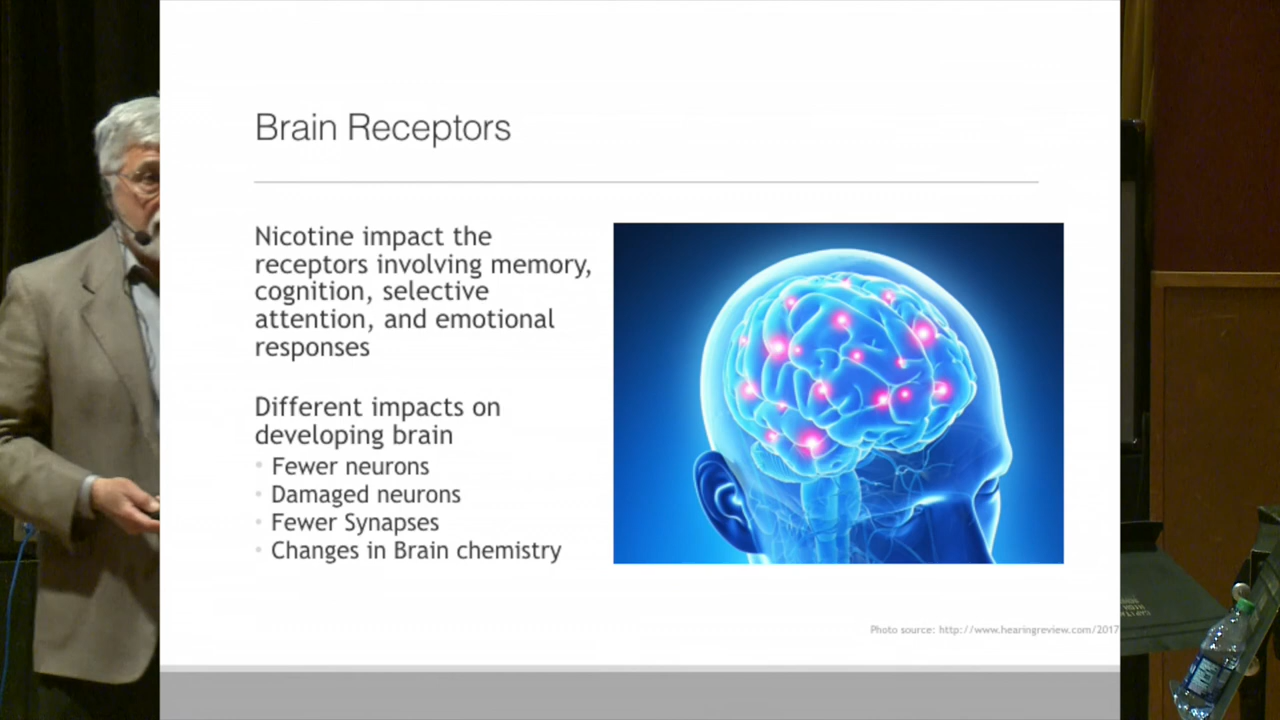 Brain Receptors
Nicotine impact the
receptors involving memory,
cognition, selective
attention, and emotional
responses
Different impacts on
developing brain
• Fewer neurons
• Damaged neurons
• Fewer Synapses
• Changes in Brain chemistry
Photo source: http://www.hearingreview.com/2017